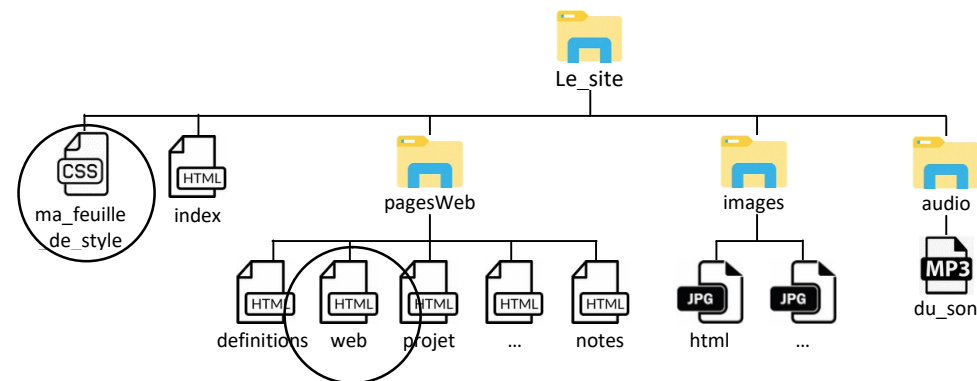 Le_site
CSS
HTML
ma_feuille
_de_style
index
pagesWeb
images
audio
HTML
HTML
HTML
HTML
HTML
JPG
JPG
MP3
definitions
web
projet
...
notes
html
...
du_son